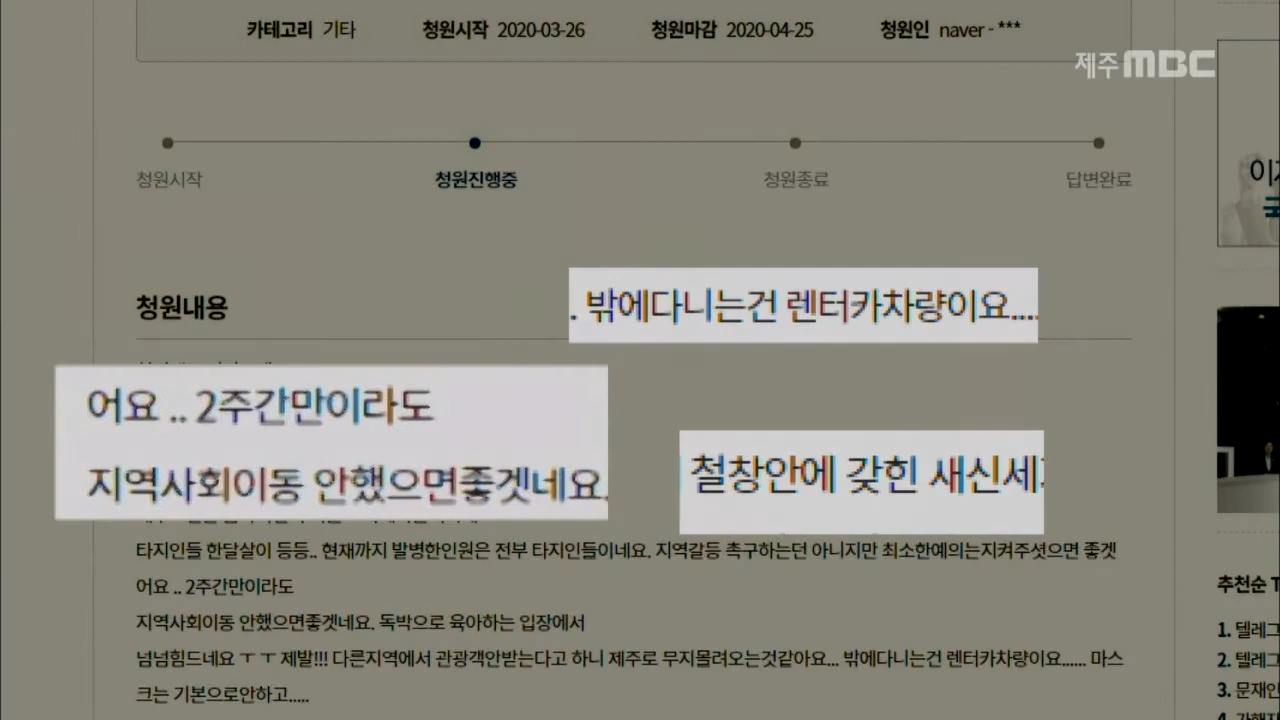 카테고리 기타 청원시작 2020-03-26 청원마감 2020-04-25 청원인 naver - ***
제주MBC
청원시작 청원진행중 청원종료 답변완료
청원내용
. 밖에다니는건 렌터카차량이요....
어요 .. 2주간만이라도
지역사회이동 안했으면좋겟네요.
철창안에 갖힌 새신세
타지인들 한달살이 등등.. 현재까지 발병한인원은 전부 타지인들이네요. 지역갈등 촉구하는던 아니지만 최소한예의는지켜주셧으면 좋겟
어요 .. 2주간만이라도
지역사회이동 안했으면좋겟네요. 독박으로 육아하는 입장에서
넘넘힘드네요 ㅜㅜ 제발!!! 다른지역에서 관광객안받는다고 하니 제주로 무지몰려오는것같아요... 밖에다니는건 렌터카차량이요...... 마스
크는 기본으로안하고.....
추천순 T
1. 텔레그
2. 텔레그
3. 문재인